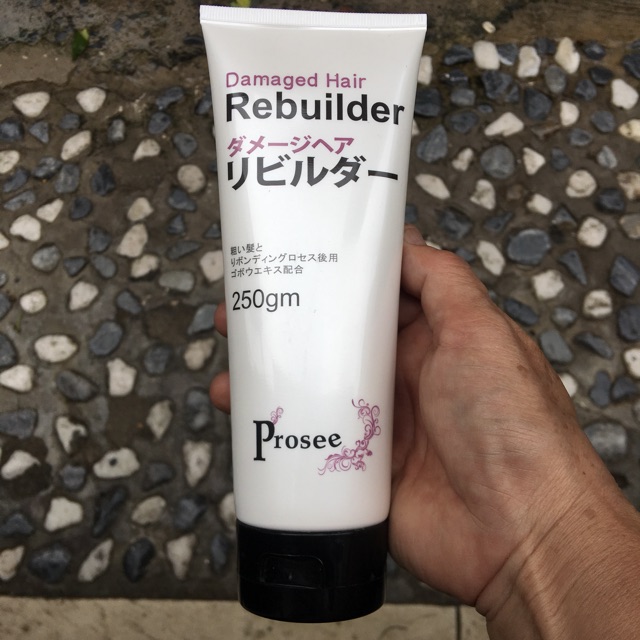 Damaged Hair
Rebuilder
ダメージヘア
リビルダー
粗い髪と
リボンディングロセス後用
ゴボウエキス配合
250gm
Prosee